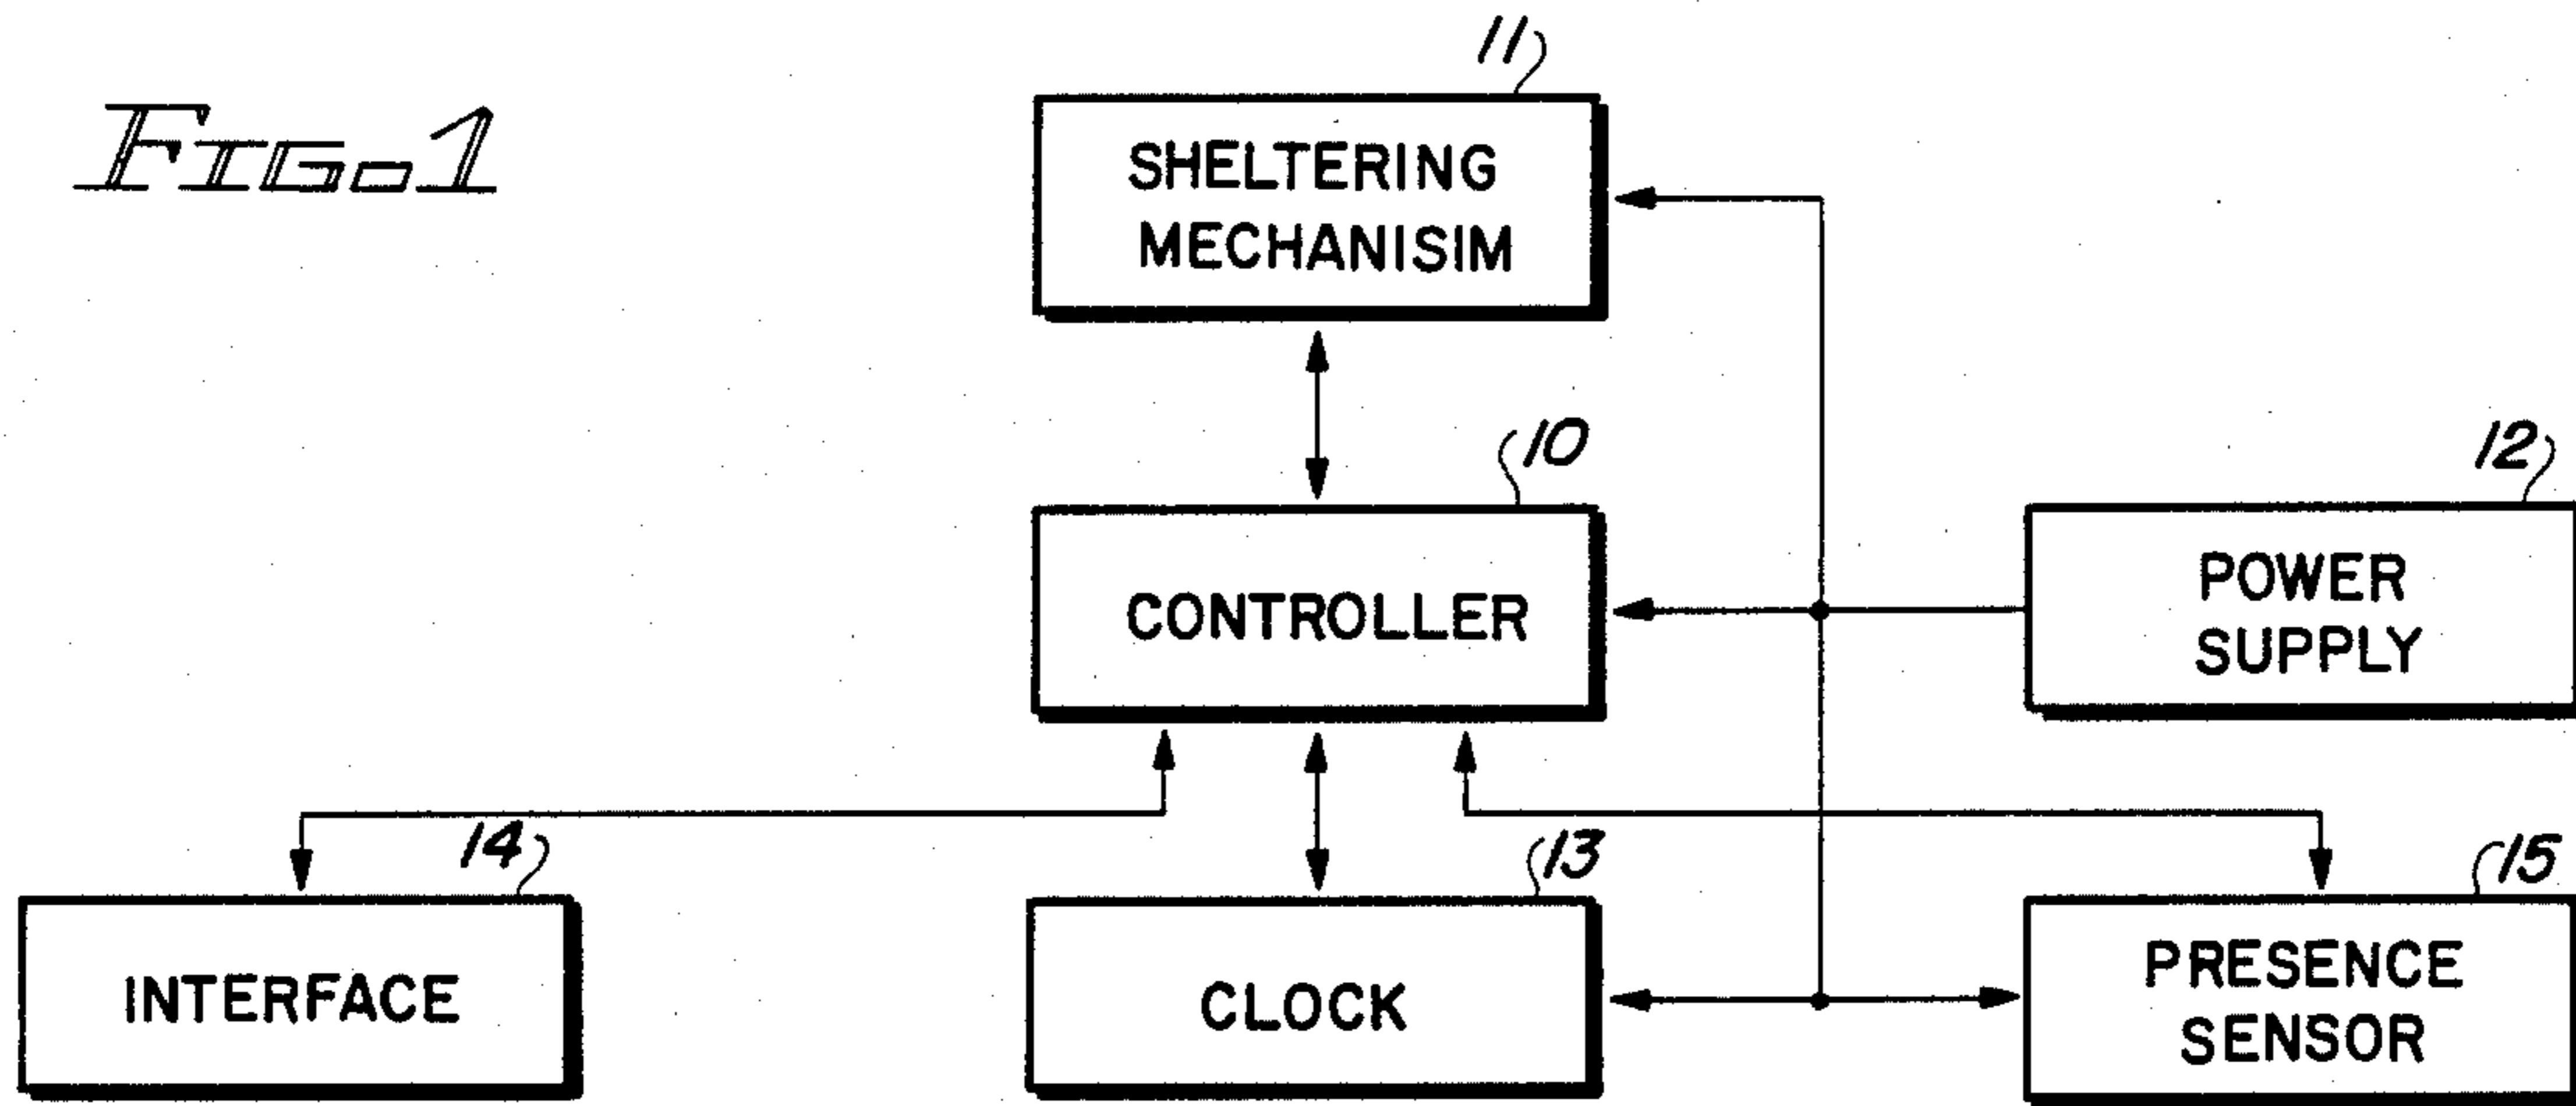 FIG. 1
11
SHELTERING
MECHANISIM
10
CONTROLLER
12
POWER
SUPPLY
14
INTERFACE
13
CLOCK
15
PRESENCE
SENSOR